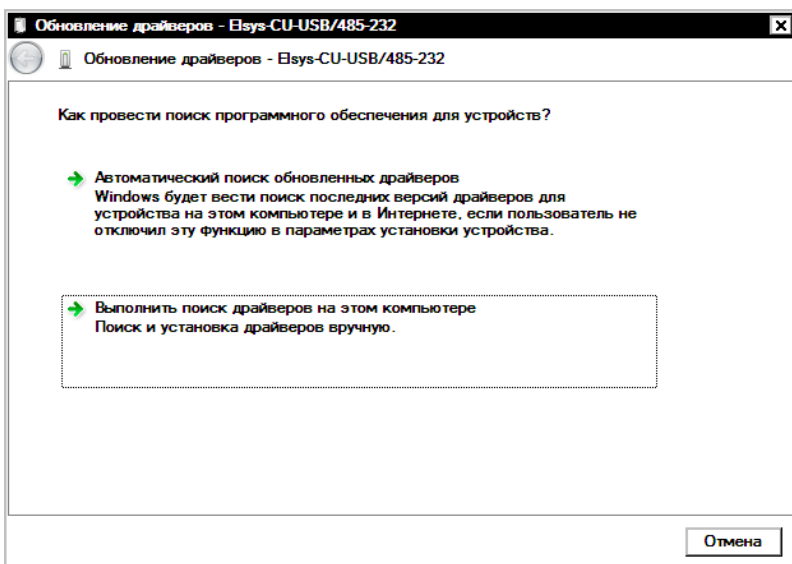 Обновление драйверов - Elsys-CU-USB/485-232
Обновление драйверов - Elsys-CU-USB/485-232
Как провести поиск программного обеспечения для устройств?
Автоматический поиск обновленных драйверов
Windows будет вести поиск последних версий драйверов для
устройства на этом компьютере и в Интернете, если пользователь не
отключил эту функцию в параметрах установки устройства.
Выполнить поиск драйверов на этом компьютере
Поиск и установка драйверов вручную.
Отмена